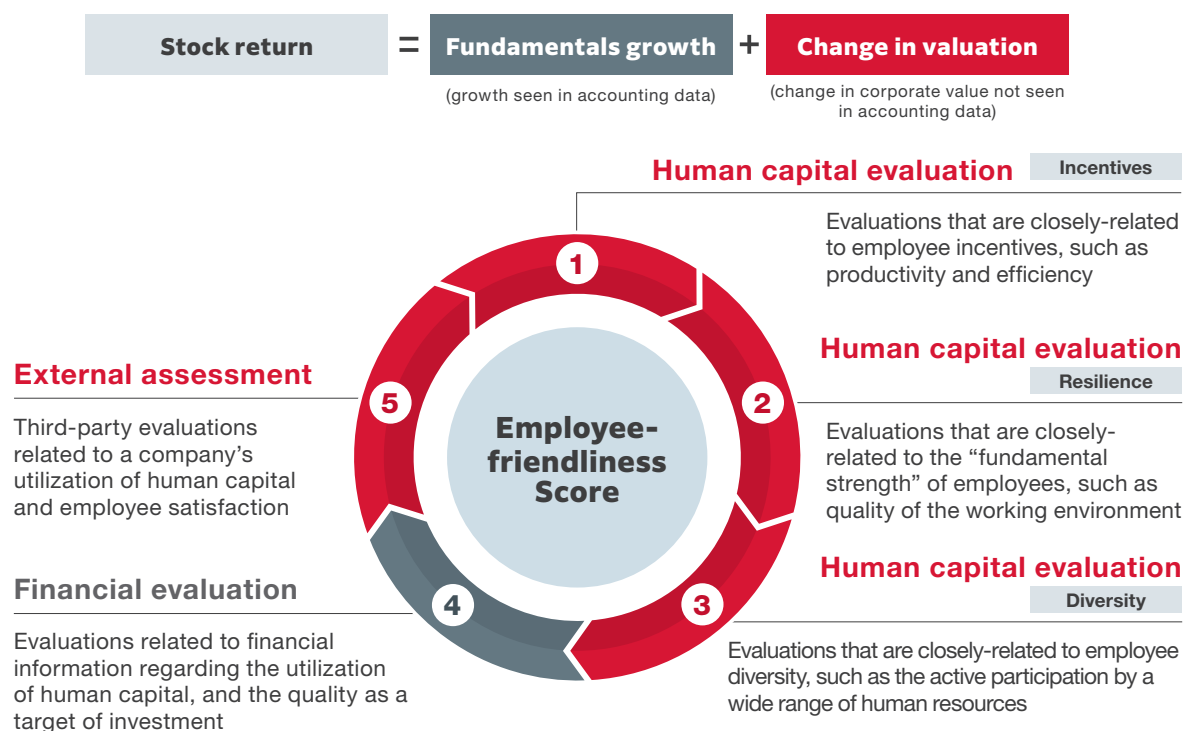 Stock return = Fundamentals growth + Change in valuation
(growth seen in accounting data)
(change in corporate value not seen
in accounting data)
Human capital evaluation Incentives
Evaluations that are closely-related
to employee incentives, such as
productivity and efficiency
1
Human capital evaluation
Resilience
2
Evaluations that are closely-
related to the “fundamental
strength” of employees, such as
quality of the working environment
Human capital evaluation
Diversity
3
Evaluations that are closely-related to employee
diversity, such as the active participation by a
wide range of human resources
Financial evaluation
4
Evaluations related to financial
information regarding the utilization
of human capital, and the quality as a
target of investment
External assessment
5
Third-party evaluations
related to a company’s
utilization of human capital
and employee satisfaction
Employee-
friendliness
Score